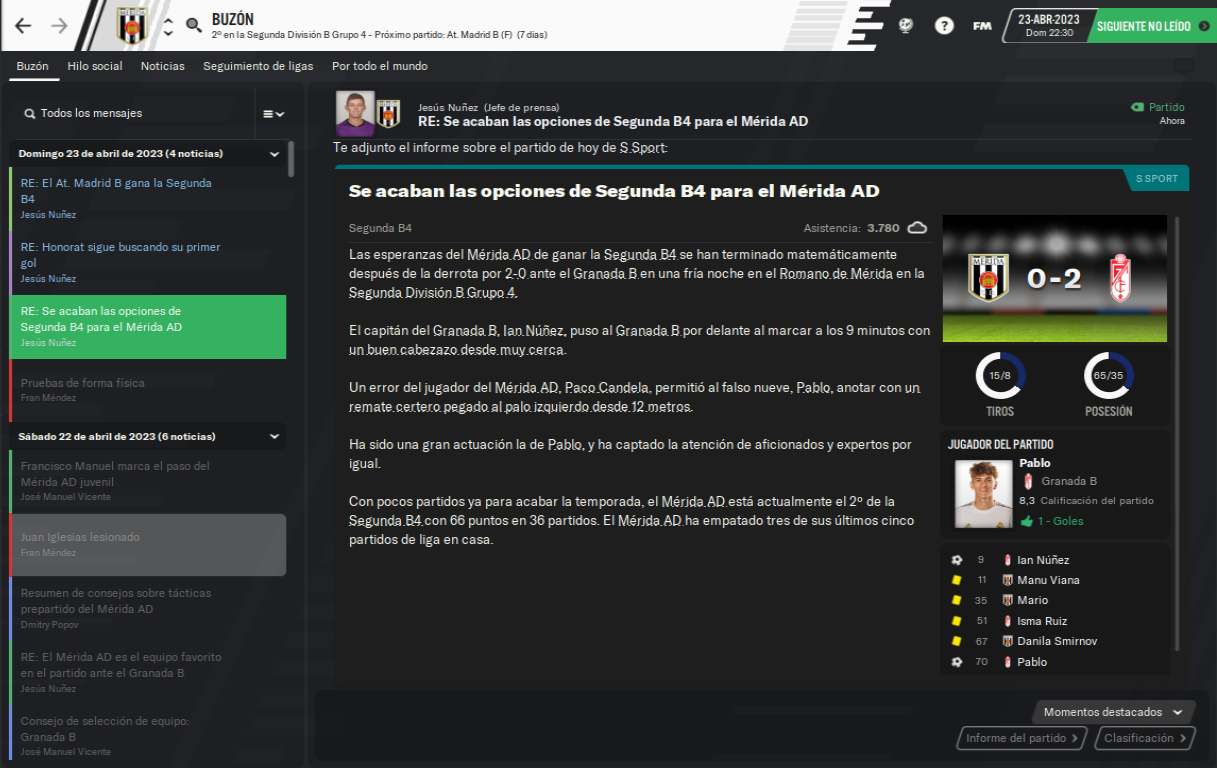 BUZÓN
2º en la Segunda División B Grupo 4 - Próximo partido: At. Madrid B (F) (7 días)
?
FM
23-ABR-2023
Dom 22:30
SIGUIENTE NO LEÍDO
Buzón Hilo social Noticias Seguimiento de ligas Por todo el mundo
Todos los mensajes
Domingo 23 de abril de 2023 (4 noticias)
RE: El At. Madrid B gana la Segunda
B4
Jesús Nuñez
RE: Honorat sigue buscando su primer
gol
Jesús Nuñez
RE: Se acaban las opciones de
Segunda B4 para el Mérida AD
Jesús Nuñez
Pruebas de forma física
Fran Méndez
Sábado 22 de abril de 2023 (6 noticias)
Francisco Manuel marca el paso del
Mérida AD juvenil
José Manuel Vicente
Juan Iglesias lesionado
Fran Méndez
Resumen de consejos sobre tácticas
prepartido del Mérida AD
Dmitry Popov
RE: El Mérida AD es el equipo favorito
en el partido ante el Granada B
Jesús Nuñez
Consejo de selección de equipo:
Granada B
José Manuel Vicente
Jesús Nuñez (Jefe de prensa)
RE: Se acaban las opciones de Segunda B4 para el Mérida AD
Partido
Ahora
Te adjunto el informe sobre el partido de hoy de S Sport:
S SPORT
Se acaban las opciones de Segunda B4 para el Mérida AD
Segunda B4 Asistencia: 3.780
Las esperanzas del Mérida AD de ganar la Segunda B4 se han terminado matemáticamente
después de la derrota por 2-0 ante el Granada B en una fría noche en el Romano de Mérida en la
Segunda División B Grupo 4.
El capitán del Granada B, Ian Núñez, puso al Granada B por delante al marcar a los 9 minutos con
un buen cabezazo desde muy cerca.
Un error del jugador del Mérida AD, Paco Candela, permitió al falso nueve, Pablo, anotar con un
remate certero pegado al palo izquierdo desde 12 metros.
Ha sido una gran actuación la de Pablo, y ha captado la atención de aficionados y expertos por
igual.
Con pocos partidos ya para acabar la temporada, el Mérida AD está actualmente el 2º de la
Segunda B4 con 66 puntos en 36 partidos. El Mérida AD ha empatado tres de sus últimos cinco
partidos de liga en casa.
MERIDA
0-2
15/8
65/35
TIROS
POSESIÓN
JUGADOR DEL PARTIDO
Pablo
Granada B
8,3 Calificación del partido
1 - Goles
9 Ian Núñez
11 Manu Viana
35 Mario
51 Isma Ruiz
67 Danila Smirnov
70 Pablo
Momentos destacados
Informe del partido
Clasificación